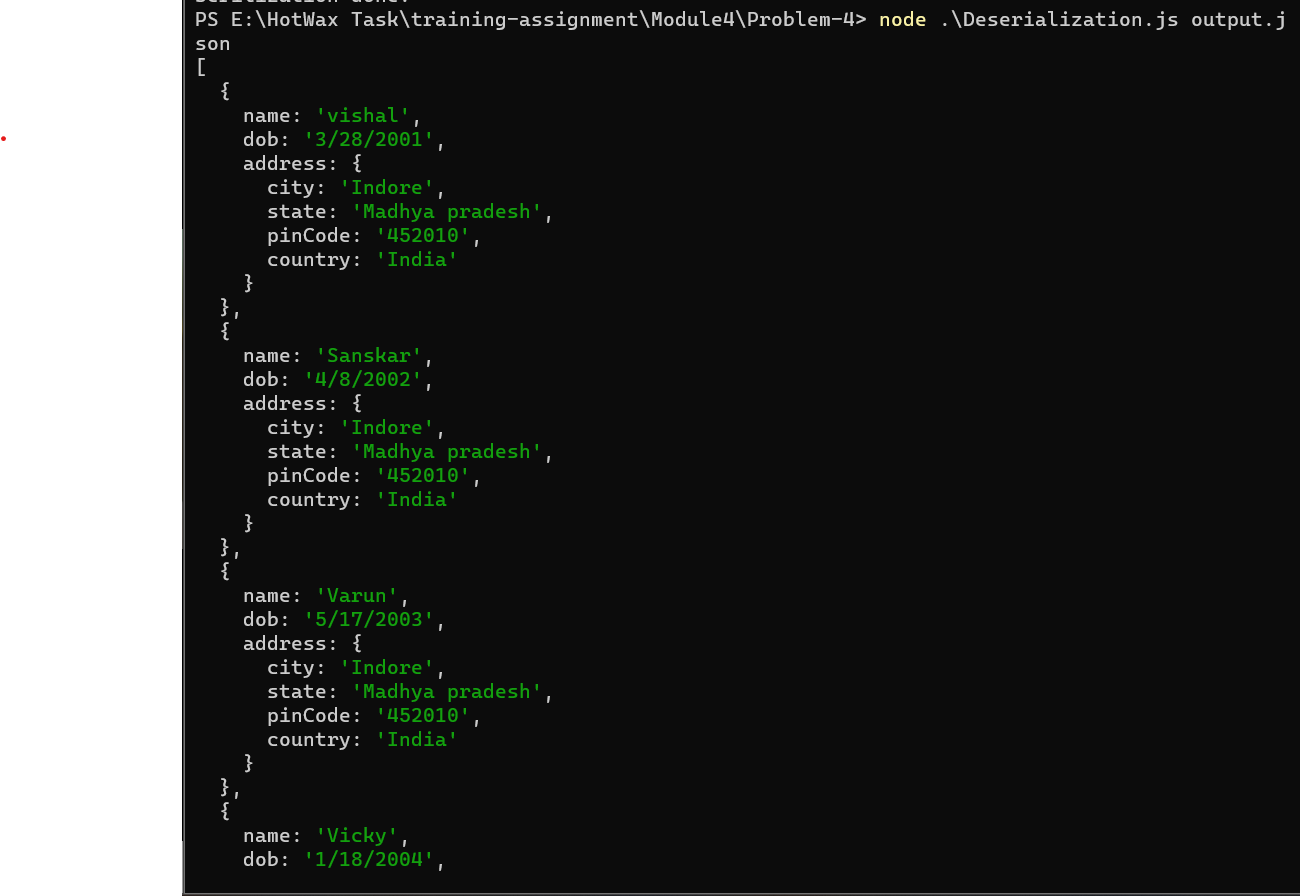 PS E:\HotWax Task\training-assignment\Module4\Problem-4> node .\Deserialization.js output.j
son
[
  {
    name: 'vishal',
    dob: '3/28/2001',
    address: {
      city: 'Indore',
      state: 'Madhya pradesh',
      pinCode: '452010',
      country: 'India'
    }
  },
  {
    name: 'Sanskar',
    dob: '4/8/2002',
    address: {
      city: 'Indore',
      state: 'Madhya pradesh',
      pinCode: '452010',
      country: 'India'
    }
  },
  {
    name: 'Varun',
    dob: '5/17/2003',
    address: {
      city: 'Indore',
      state: 'Madhya pradesh',
      pinCode: '452010',
      country: 'India'
    }
  },
  {
    name: 'Vicky',
    dob: '1/18/2004',